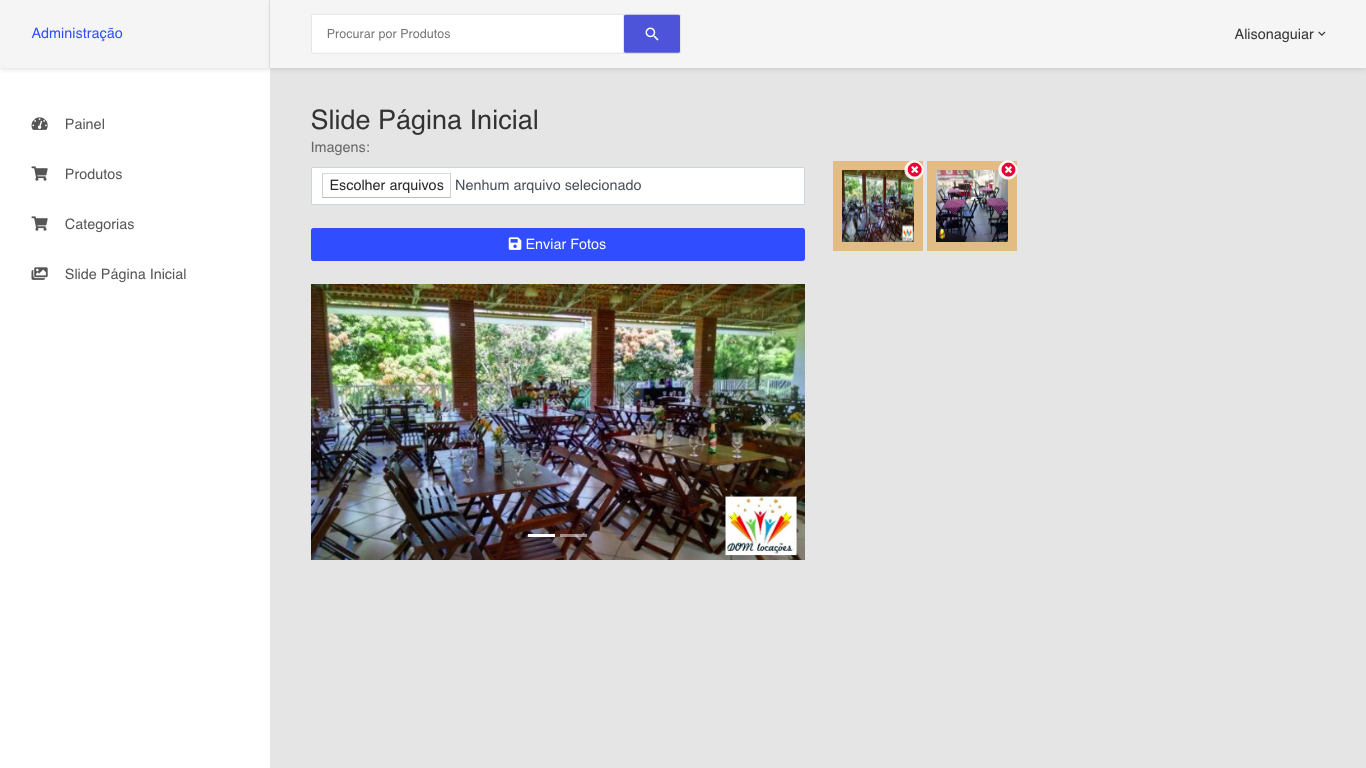 Administração
Procurar por Produtos
Alisonaguiar
Painel
Produtos
Categorias
Slide Página Inicial
Slide Página Inicial
Imagens:
Escolher arquivos Nenhum arquivo selecionado
Enviar Fotos
DOM locações